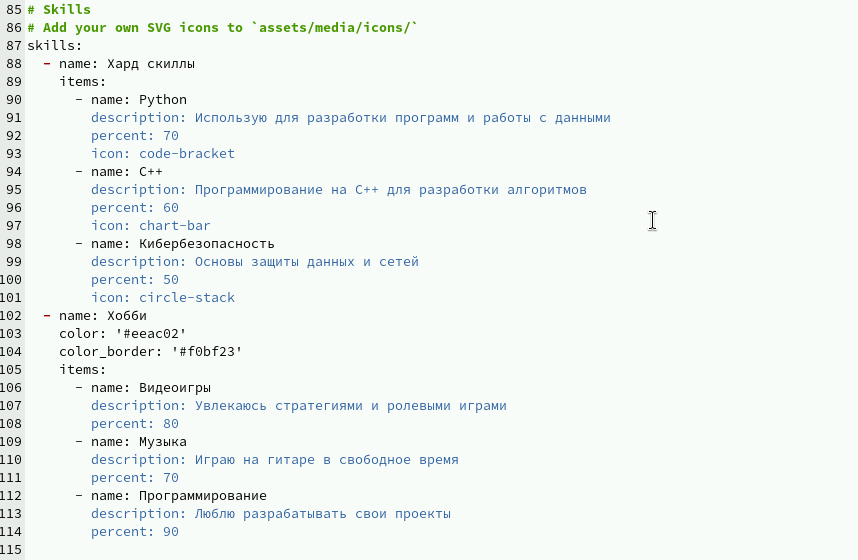 85 # Skills
86 # Add your own SVG icons to `assets/media/icons/`
87 skills:
88   - name: Хард скиллы
89     items:
90       - name: Python
91         description: Использую для разработки программ и работы с данными
92         percent: 70
93         icon: code-bracket
94       - name: C++
95         description: Программирование на C++ для разработки алгоритмов
96         percent: 60
97         icon: chart-bar
98       - name: Кибербезопасность
99         description: Основы защиты данных и сетей
100         percent: 50
101         icon: circle-stack
102   - name: Хобби
103     color: '#eeac02'
104     color_border: '#f0bf23'
105     items:
106       - name: Видеоигры
107         description: Увлекаюсь стратегиями и ролевыми играми
108         percent: 80
109       - name: Музыка
110         description: Играю на гитаре в свободное время
111         percent: 70
112       - name: Программирование
113         description: Люблю разрабатывать свои проекты
114         percent: 90
115